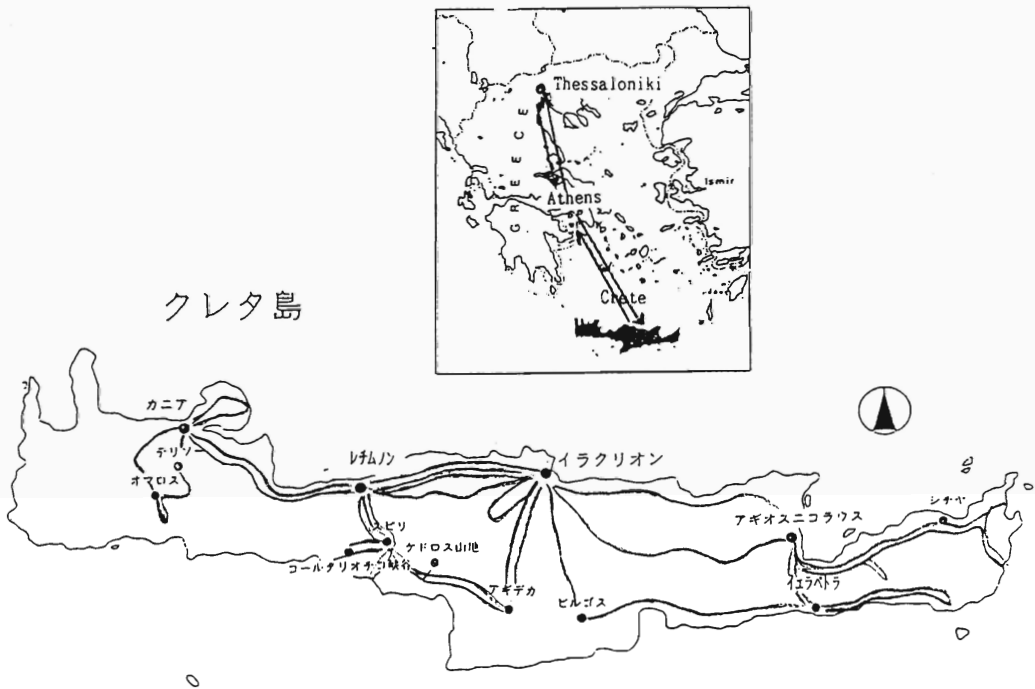 Thessaloniki
GREECE
Izmir
Athens
Crete
クレタ島
カニア
テリソー
オマロス
レチムノン
イラクリオン
スピリ
ケドロス山地
アギデカ
ピルゴス
アギオスニコラウス
シチヤ
イエラペトラ